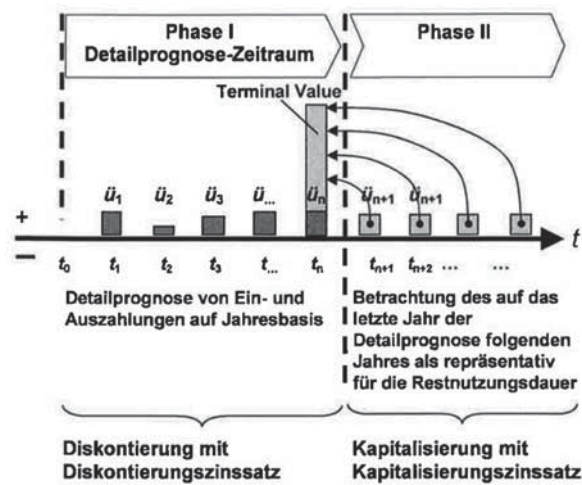 Phase I
Detailprognose-Zeitraum
Phase II
Terminal Value
ü1 ü2 ü3 ü... ün ün+1 ün+1
+
− t
t0 t1 t2 t3 t... tn tn+1 tn+2 ... ...
Detailprognose von Ein- und
Auszahlungen auf Jahresbasis
Betrachtung des auf das
letzte Jahr der
Detailprognose folgenden
Jahres als repräsentativ
für die Restnutzungsdauer
Diskontierung mit
Diskontierungszinssatz
Kapitalisierung mit
Kapitalisierungszinssatz